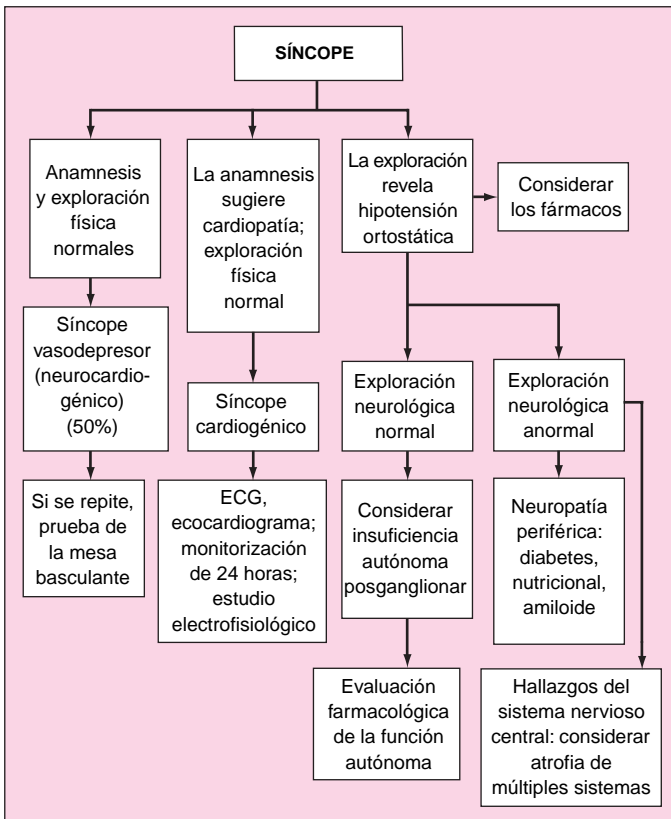 SÍNCOPE
Anamnesis
y exploración
física
normales
La anamnesis
sugiere
cardiopatía;
exploración
física
normal
La exploración
revela
hipotensión
ortostática
Considerar
los fármacos
Síncope
vasodepresor
(neurocardio-
génico)
(50%)
Síncope
cardiogénico
Exploración
neurológica
normal
Exploración
neurológica
anormal
Si se repite,
prueba de
la mesa
basculante
ECG,
ecocardiograma;
monitorización
de 24 horas;
estudio
electrofisiológico
Considerar
insuficiencia
autónoma
posganglionar
Neuropatía
periférica:
diabetes,
nutricional,
amiloide
Evaluación
farmacológica
de la función
autónoma
Hallazgos del
sistema nervioso
central: considerar
atrofia de
múltiples sistemas